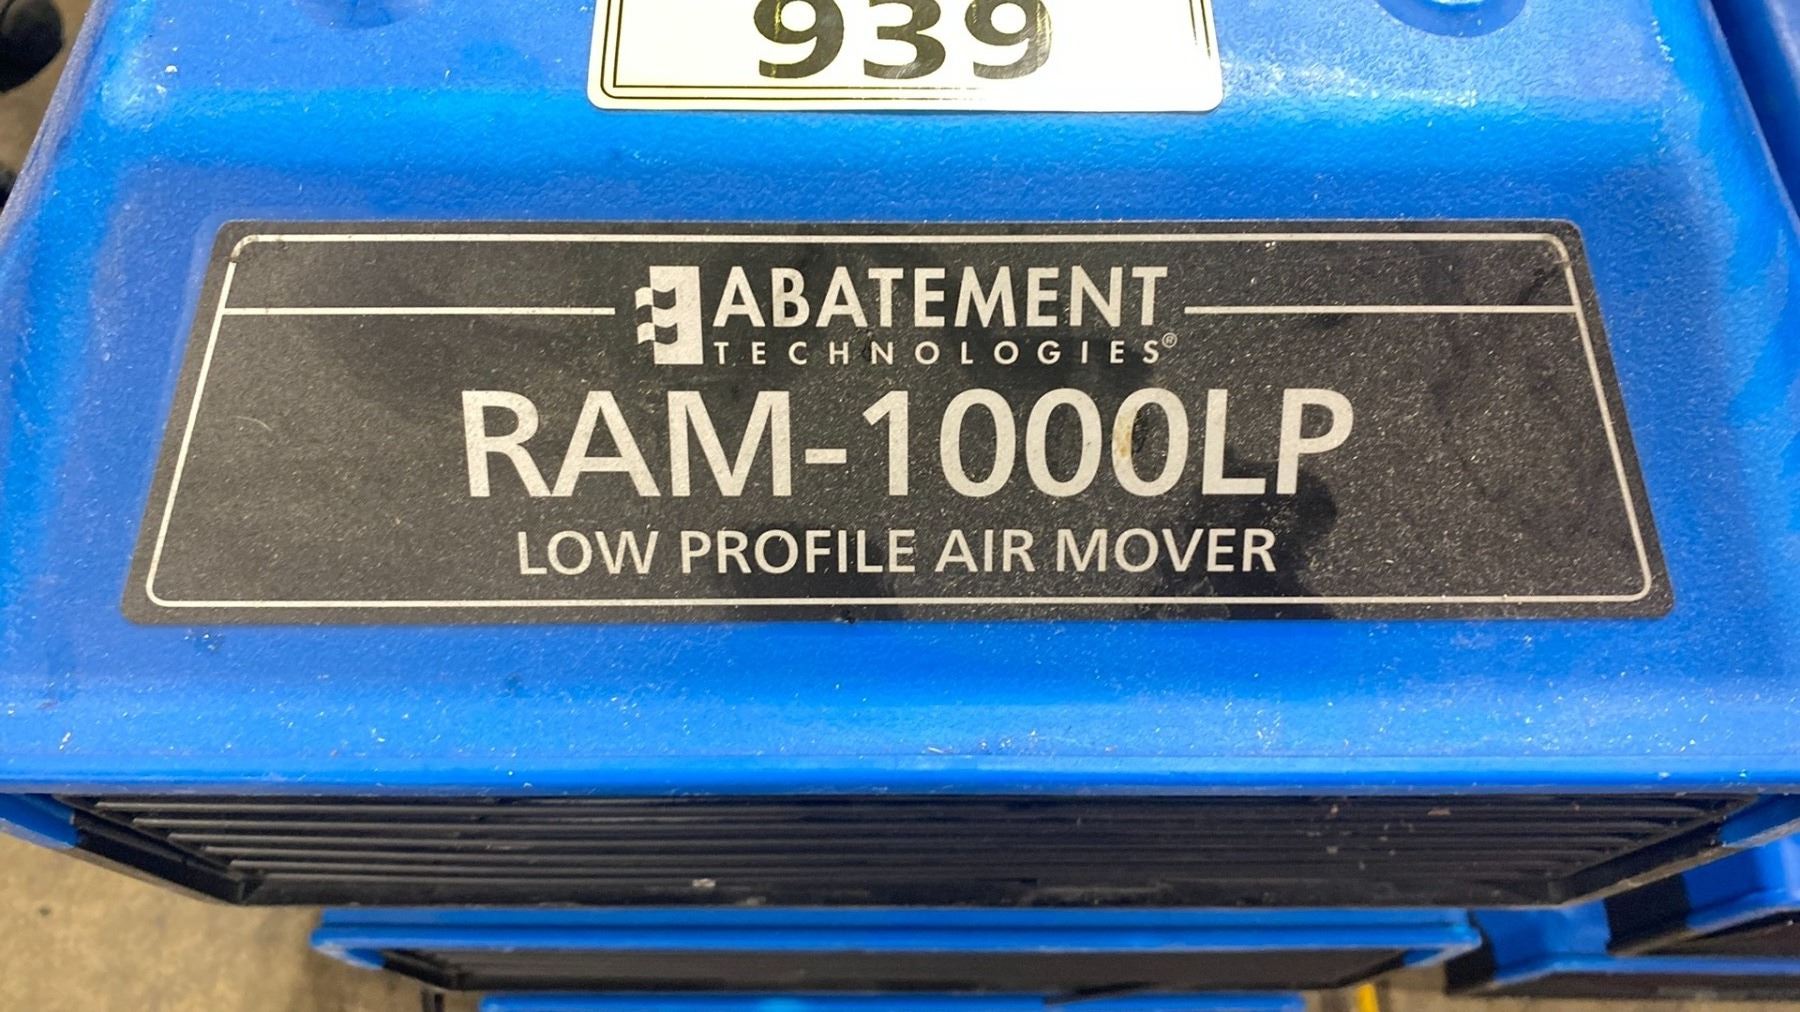 939
ABATEMENT
TECHNOLOGIES®
RAM-1000LP
LOW PROFILE AIR MOVER